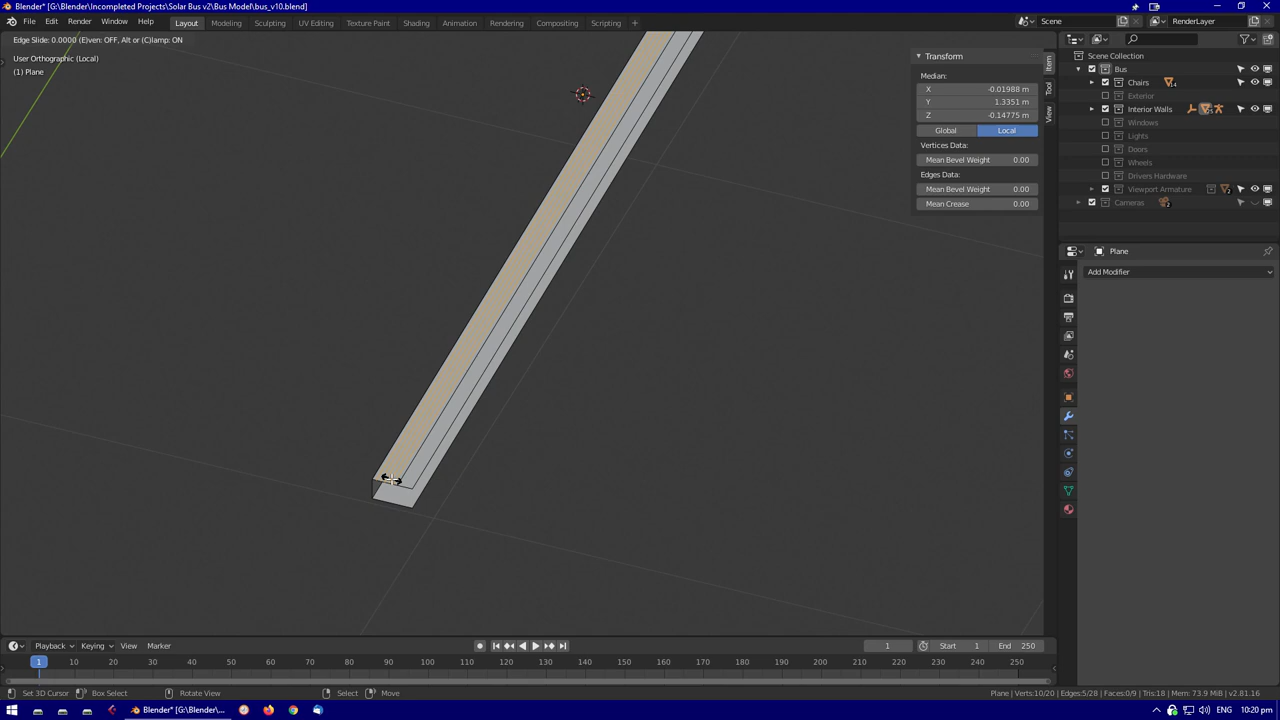 Blender* [G:\Blender\Incompleted Projects\Solar Bus v2\Bus Model\bus_v10.blend]
File Edit Render Window Help
Layout Modeling Sculpting UV Editing Texture Paint Shading Animation Rendering Compositing Scripting +
Scene
RenderLayer
Edge Slide: 0.0000 (E)ven: OFF, Alt or (C)lamp: ON
User Orthographic (Local)
(1) Plane
Transform
Median:
X -0.01988 m
Y 1.3351 m
Z -0.14775 m
Global Local
Vertices Data:
Mean Bevel Weight 0.00
Edges Data:
Mean Bevel Weight 0.00
Mean Crease 0.00
Item
Tool
View
Scene Collection
Bus
Chairs
Exterior
Interior Walls
Windows
Lights
Doors
Wheels
Drivers Hardware
Viewport Armature
Cameras
Plane
Add Modifier
Playback Keying View Marker
1 Start 1 End 250
1 10 20 30 40 50 60 70 80 90 100 110 120 130 140 150 160 170 180 190 200 210 220 230 240 250
Set 3D Cursor Box Select Rotate View Select Move
Plane | Verts:10/20 | Edges:5/28 | Faces:0/9 | Tris:18 | Mem: 73.9 MiB | v2.81.16
Blender* [G:\Blender\...
ENG 10:20 pm